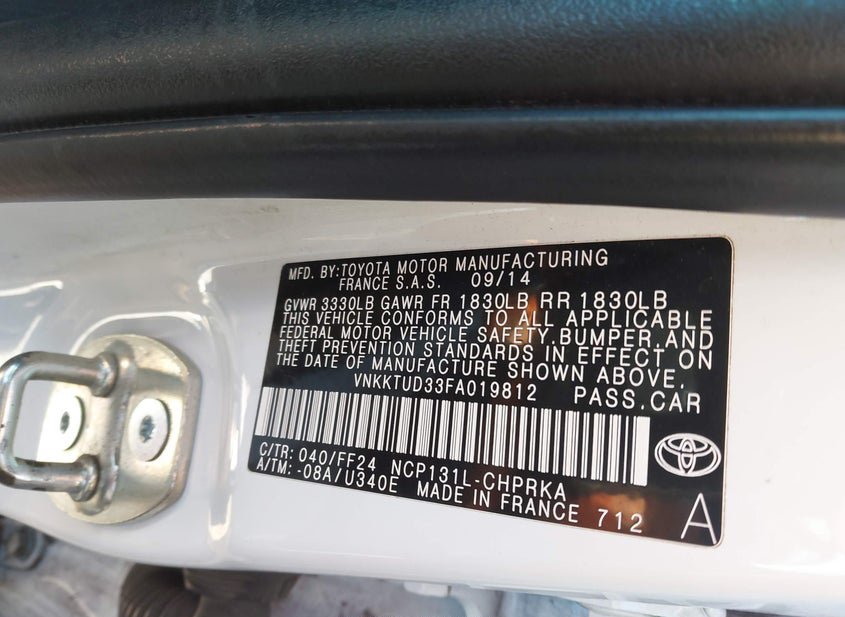 MFD. BY:TOYOTA MOTOR MANUFACTURING
FRANCE S.A.S. 09/14
GVWR 3330LB GAWR FR 1830LB RR 1830LB
THIS VEHICLE CONFORMS TO ALL APPLICABLE
FEDERAL MOTOR VEHICLE SAFETY,BUMPER,AND
THEFT PREVENTION STANDARDS IN EFFECT ON
THE DATE OF MANUFACTURE SHOWN ABOVE.
VNKKTUD33FA019812 PASS.CAR
C/TR: 040/FF24 NCP131L-CHPRKA
A/TM: -08A/U340E MADE IN FRANCE 712
A